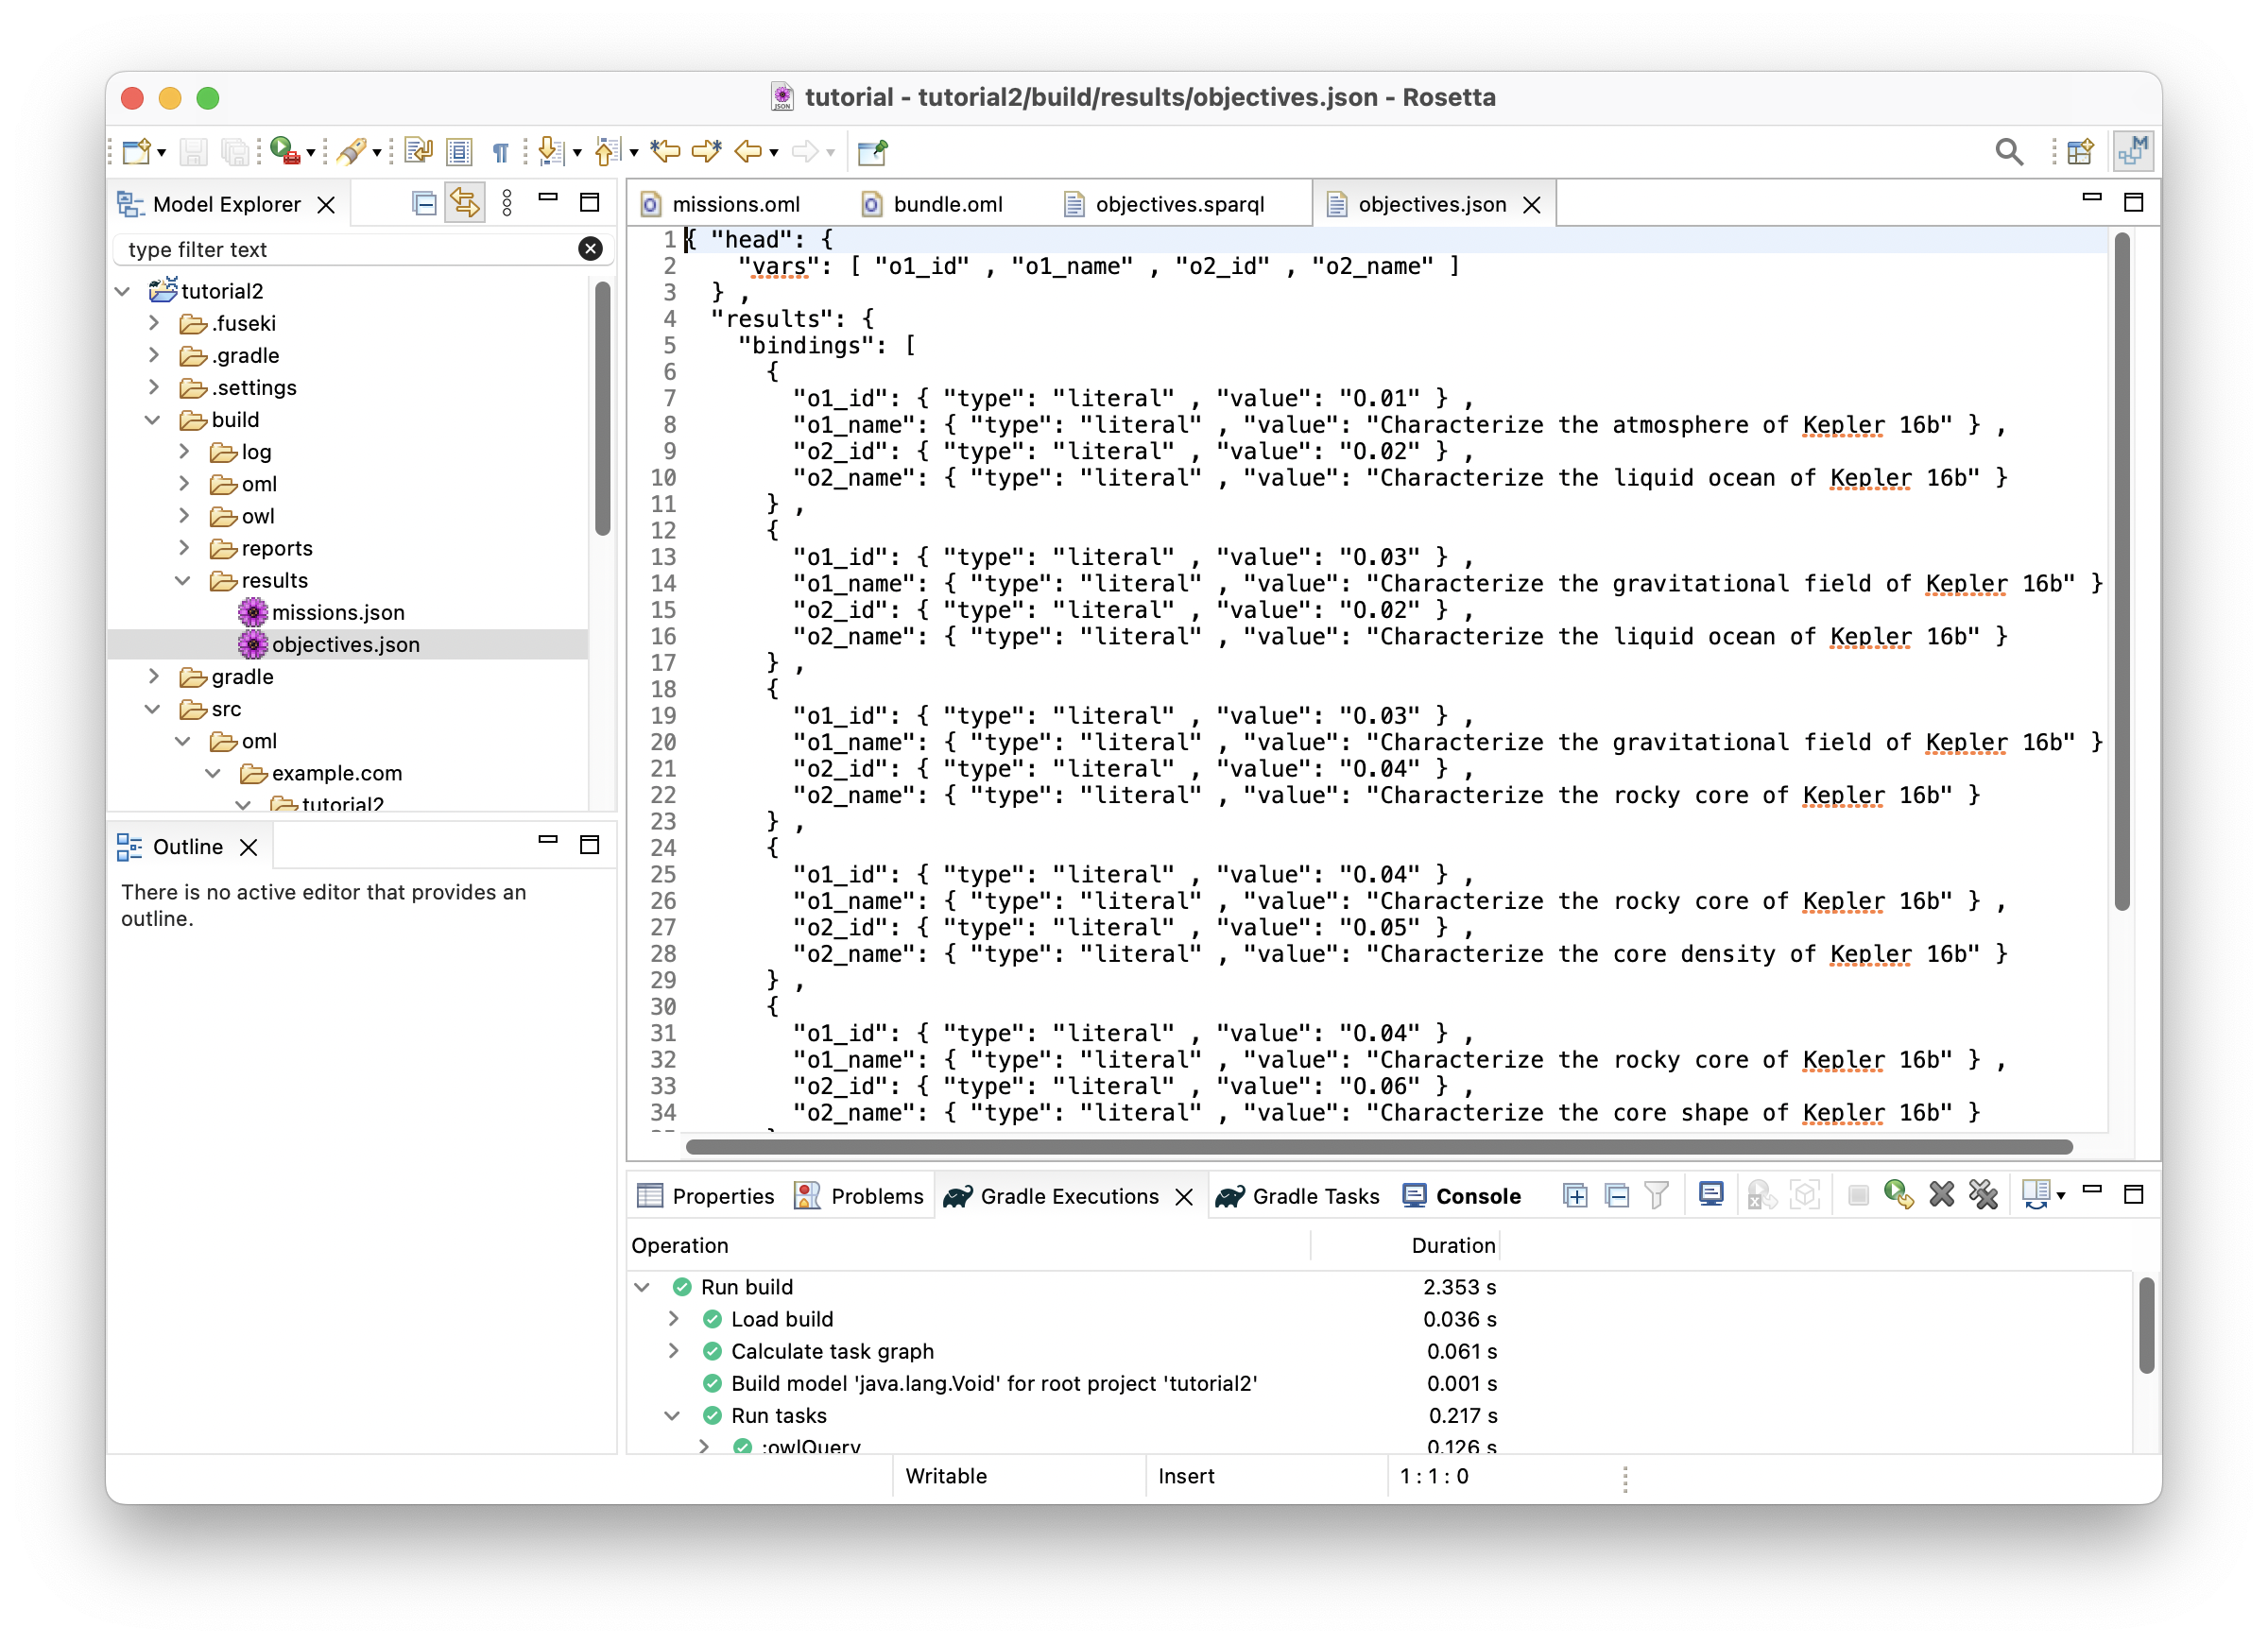 tutorial - tutorial2/build/results/objectives.json - Rosetta
Model Explorer
type filter text
tutorial2
.fuseki
.gradle
.settings
build
log
oml
owl
reports
results
missions.json
objectives.json
gradle
src
oml
example.com
tutorial2
Outline
There is no active editor that provides an
outline.
missions.oml bundle.oml objectives.sparql objectives.json
1 { "head": {
2 "vars": [ "o1_id" , "o1_name" , "o2_id" , "o2_name" ]
3 } ,
4 "results": {
5 "bindings": [
6 {
7 "o1_id": { "type": "literal" , "value": "O.01" } ,
8 "o1_name": { "type": "literal" , "value": "Characterize the atmosphere of Kepler 16b" } ,
9 "o2_id": { "type": "literal" , "value": "O.02" } ,
10 "o2_name": { "type": "literal" , "value": "Characterize the liquid ocean of Kepler 16b" }
11 } ,
12 {
13 "o1_id": { "type": "literal" , "value": "O.03" } ,
14 "o1_name": { "type": "literal" , "value": "Characterize the gravitational field of Kepler 16b" }
15 "o2_id": { "type": "literal" , "value": "O.02" } ,
16 "o2_name": { "type": "literal" , "value": "Characterize the liquid ocean of Kepler 16b" }
17 } ,
18 {
19 "o1_id": { "type": "literal" , "value": "O.03" } ,
20 "o1_name": { "type": "literal" , "value": "Characterize the gravitational field of Kepler 16b" }
21 "o2_id": { "type": "literal" , "value": "O.04" } ,
22 "o2_name": { "type": "literal" , "value": "Characterize the rocky core of Kepler 16b" }
23 } ,
24 {
25 "o1_id": { "type": "literal" , "value": "O.04" } ,
26 "o1_name": { "type": "literal" , "value": "Characterize the rocky core of Kepler 16b" } ,
27 "o2_id": { "type": "literal" , "value": "O.05" } ,
28 "o2_name": { "type": "literal" , "value": "Characterize the core density of Kepler 16b" }
29 } ,
30 {
31 "o1_id": { "type": "literal" , "value": "O.04" } ,
32 "o1_name": { "type": "literal" , "value": "Characterize the rocky core of Kepler 16b" } ,
33 "o2_id": { "type": "literal" , "value": "O.06" } ,
34 "o2_name": { "type": "literal" , "value": "Characterize the core shape of Kepler 16b" }
Properties Problems Gradle Executions Gradle Tasks Console
Operation Duration
Run build 2.353 s
Load build 0.036 s
Calculate task graph 0.061 s
Build model 'java.lang.Void' for root project 'tutorial2' 0.001 s
Run tasks 0.217 s
:owlQuery 0.126 s
Writable Insert 1 : 1 : 0